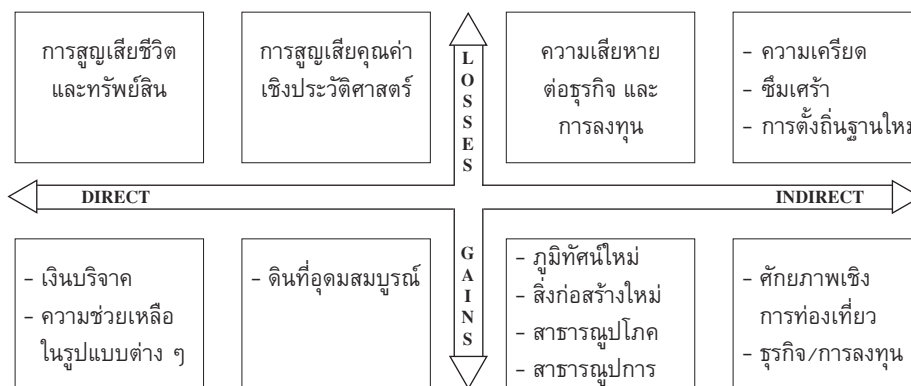 การสูญเสียชีวิต
และทรัพย์สิน
การสูญเสียคุณค่า
เชิงประวัติศาสตร์
LOSSES
ความเสียหาย
ต่อธุรกิจ และ
การลงทุน
– ความเครียด
– ซึมเศร้า
– การตั้งถิ่นฐานใหม่
DIRECT
INDIRECT
– เงินบริจาค
– ความช่วยเหลือ
ในรูปแบบต่าง ๆ
– ดินที่อุดมสมบูรณ์
GAINS
– ภูมิทัศน์ใหม่
– สิ่งก่อสร้างใหม่
– สาธารณูปโภค
– สาธารณูปการ
– ศักยภาพเชิง
การท่องเที่ยว
– ธุรกิจ/การลงทุน